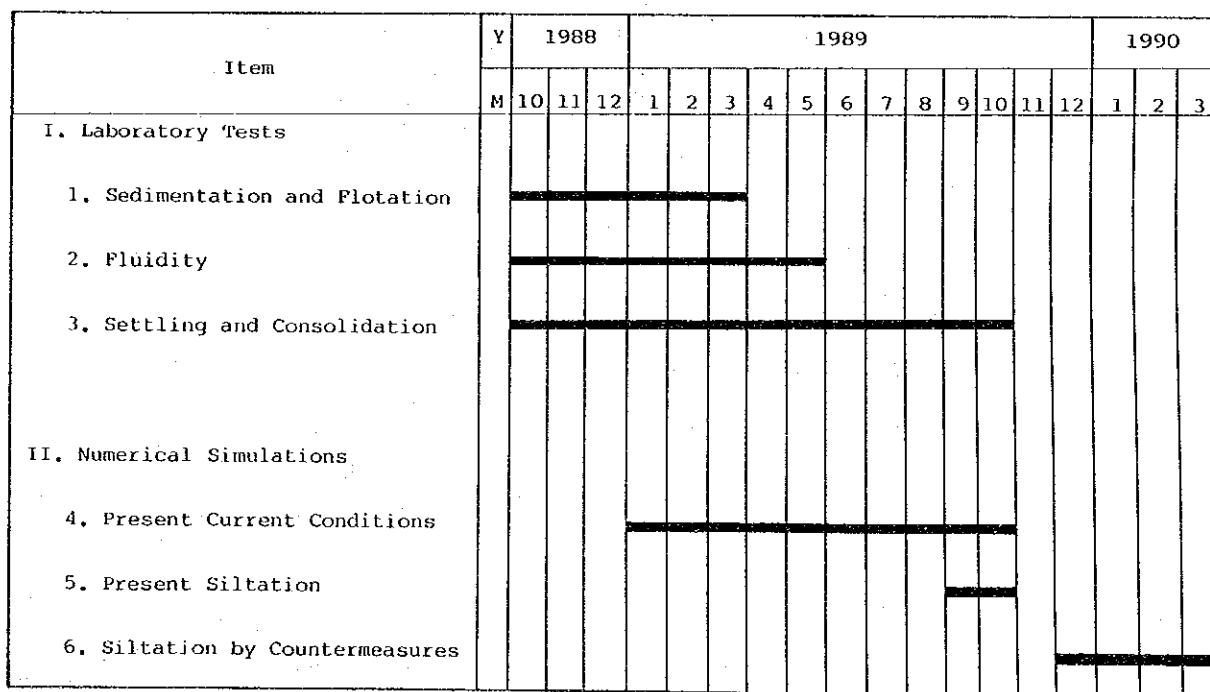 Y 1988 1989 1990
Item
M 10 11 12 1 2 3 4 5 6 7 8 9 10 11 12 1 2 3
I. Laboratory Tests
1. Sedimentation and Flotation
2. Fluidity
3. Settling and Consolidation
II. Numerical Simulations
4. Present Current Conditions
5. Present Siltation
6. Siltation by Countermeasures